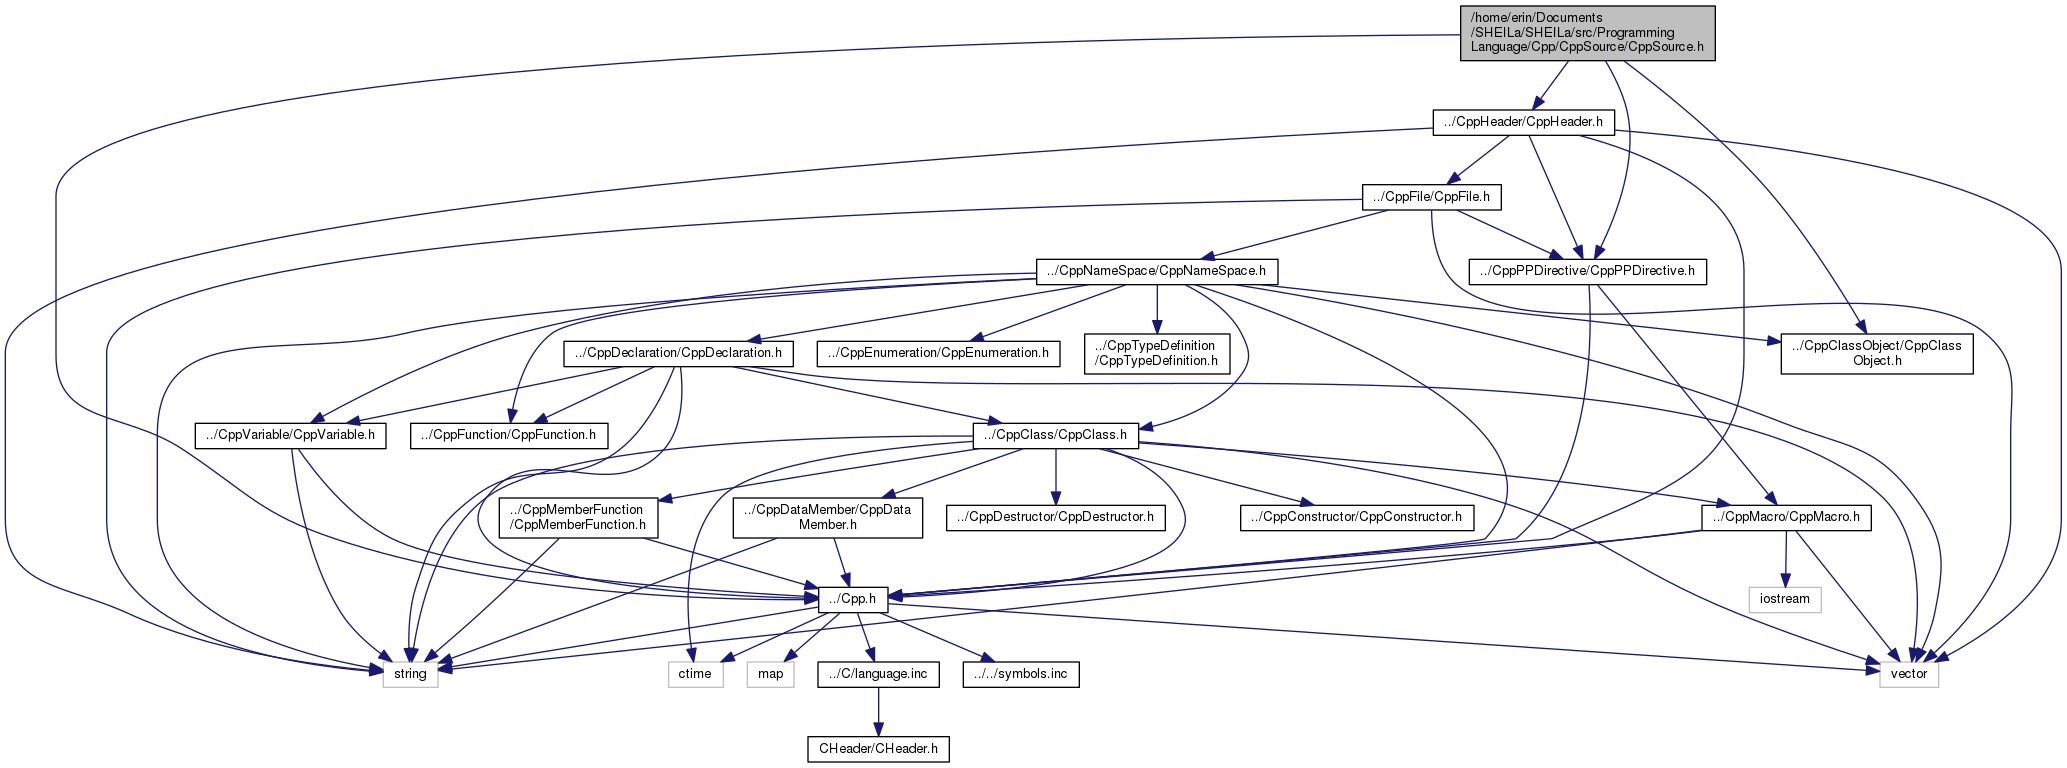 /home/erin/Documents
/SHEILa/SHEILa/src/Programming
Language/Cpp/CppSource/CppSource.h
../CppHeader/CppHeader.h
../CppFile/CppFile.h
../CppNameSpace/CppNameSpace.h
../CppPPDirective/CppPPDirective.h
../CppDeclaration/CppDeclaration.h
../CppEnumeration/CppEnumeration.h
../CppTypeDefinition
/CppTypeDefinition.h
../CppClassObject/CppClass
Object.h
../CppVariable/CppVariable.h
../CppFunction/CppFunction.h
../CppClass/CppClass.h
../CppMemberFunction
/CppMemberFunction.h
../CppDataMember/CppData
Member.h
../CppDestructor/CppDestructor.h
../CppConstructor/CppConstructor.h
../CppMacro/CppMacro.h
../Cpp.h
iostream
string
ctime
map
../C/language.inc
../../symbols.inc
vector
CHeader/CHeader.h